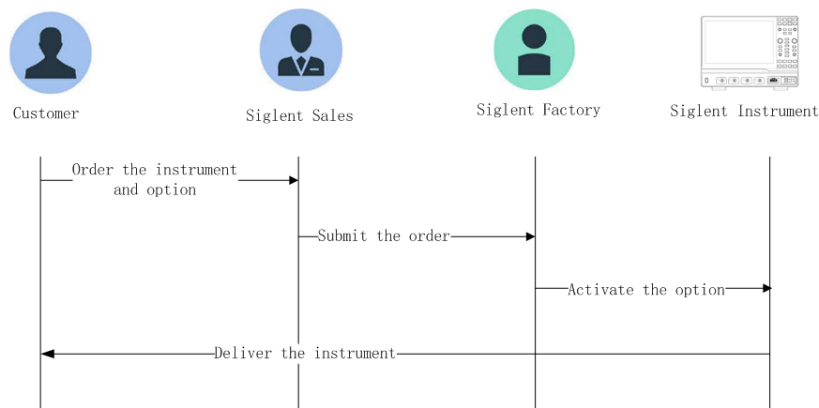 Customer
Siglent Sales
Siglent Factory
Siglent Instrument
Order the instrument
and option
Submit the order
Activate the option
Deliver the instrument